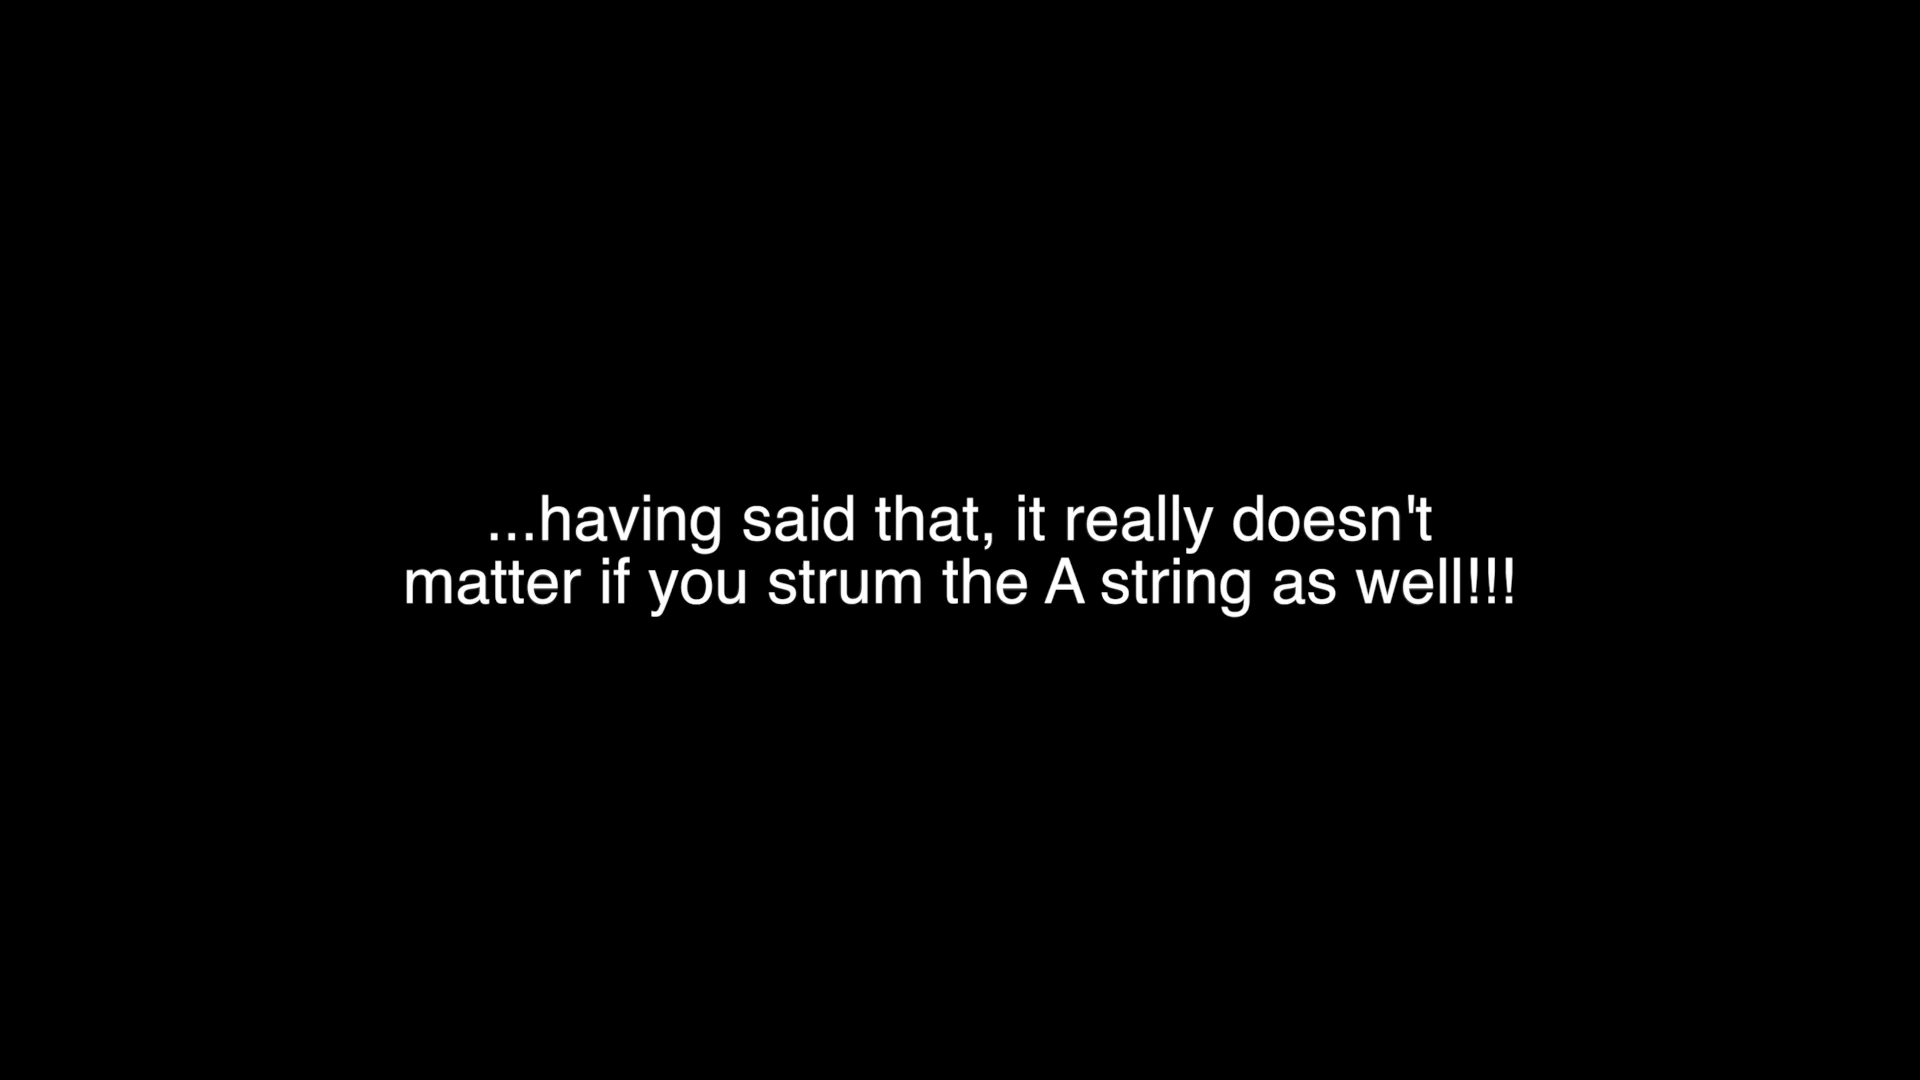 ...having said that, it really doesn't
matter if you strum the A string as well!!!